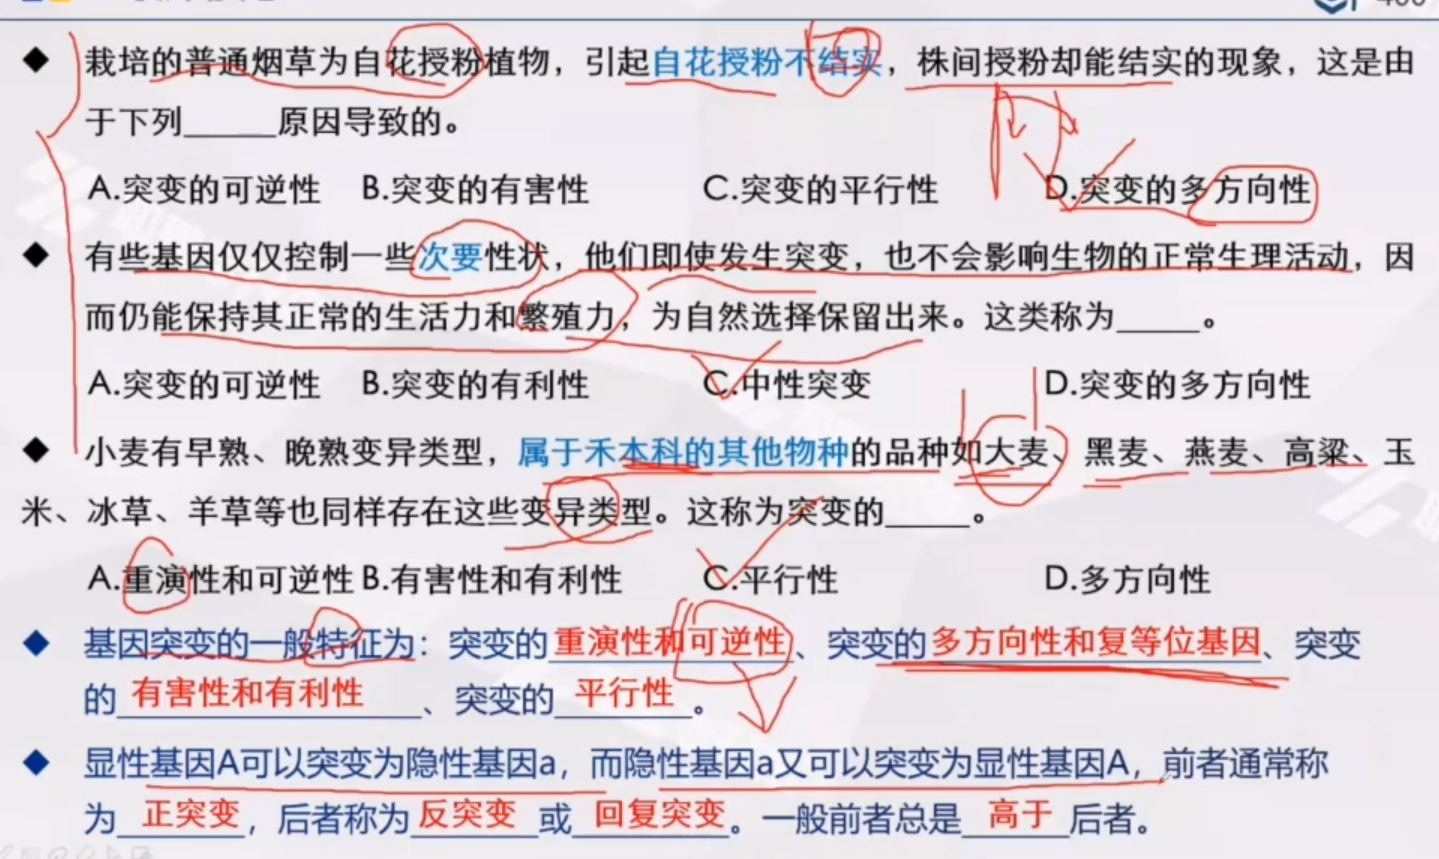 ◆ 栽培的普通烟草为自花授粉植物，引起自花授粉不结实，株间授粉却能结实的现象，这是由
于下列_____原因导致的。
A.突变的可逆性 B.突变的有害性 C.突变的平行性 D.突变的多方向性
◆ 有些基因仅仅控制一些次要性状，他们即使发生突变，也不会影响生物的正常生理活动，因
而仍能保持其正常的生活力和繁殖力，为自然选择保留出来。这类称为_____。
A.突变的可逆性 B.突变的有利性 C.中性突变 D.突变的多方向性
◆ 小麦有早熟、晚熟变异类型，属于禾本科的其他物种的品种如大麦、黑麦、燕麦、高粱、玉
米、冰草、羊草等也同样存在这些变异类型。这称为突变的_____。
A.重演性和可逆性 B.有害性和有利性 C.平行性 D.多方向性
◆ 基因突变的一般特征为：突变的重演性和可逆性、突变的多方向性和复等位基因、突变
的有害性和有利性、突变的平行性。
◆ 显性基因A可以突变为隐性基因a，而隐性基因a又可以突变为显性基因A，前者通常称
为正突变，后者称为反突变或回复突变。一般前者总是高于后者。